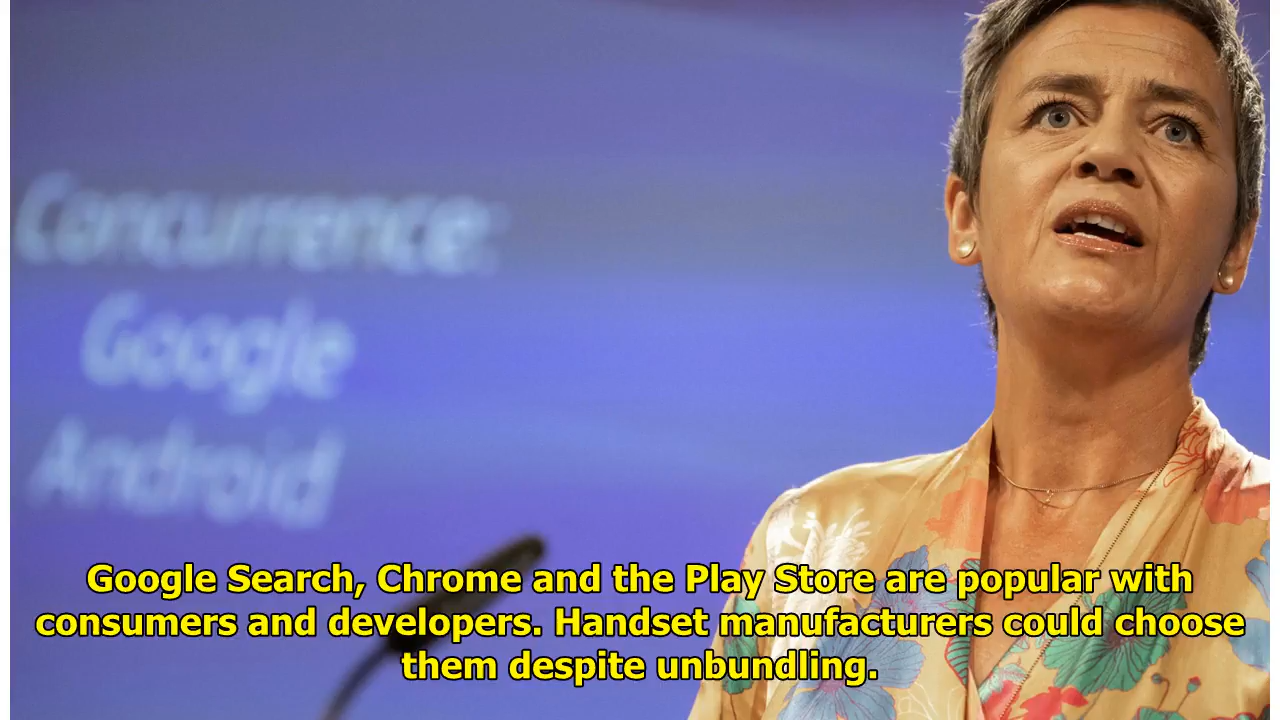 Concurrence:
Google
Android
Google Search, Chrome and the Play Store are popular with
consumers and developers. Handset manufacturers could choose
them despite unbundling.